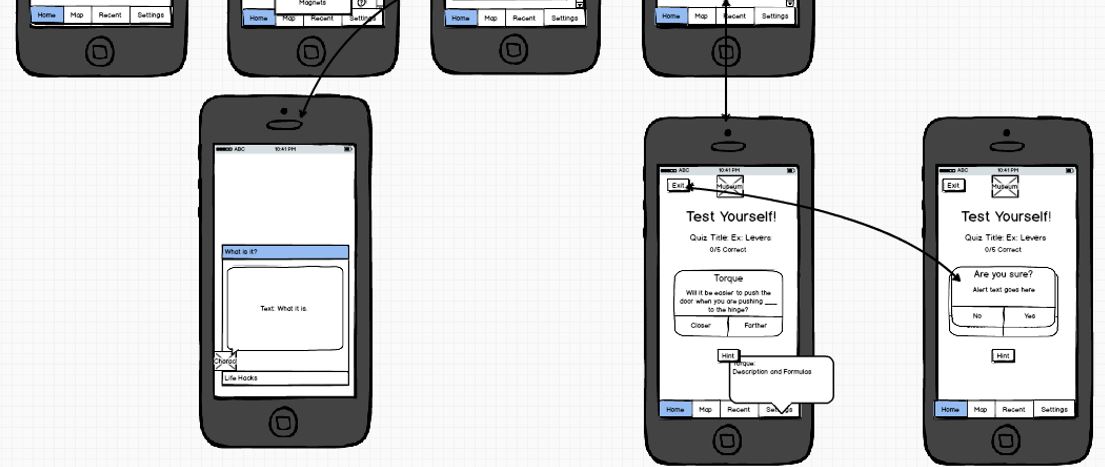 Magnets
Home Map Recent Settings
Home Map Recent Settings
Home Map Recent Settings
Home Map Recent Settings
ABC 10:41 PM
What is it?
Text. What it is.
Life Hacks
ABC 10:41 PM
Exit
Museum
Test Yourself!
Quiz Title: Ex: Levers
0/5 Correct
Torque
Will it be easier to push the
door when you are pushing ___
to the hinge?
Closer Farther
Hint
Torque:
Description and Formulas
Home Map Recent Settings
ABC 10:41 PM
Exit
Museum
Test Yourself!
Quiz Title: Ex: Levers
0/5 Correct
Are you sure?
Alert text goes here
No Yes
Hint
Home Map Recent Settings